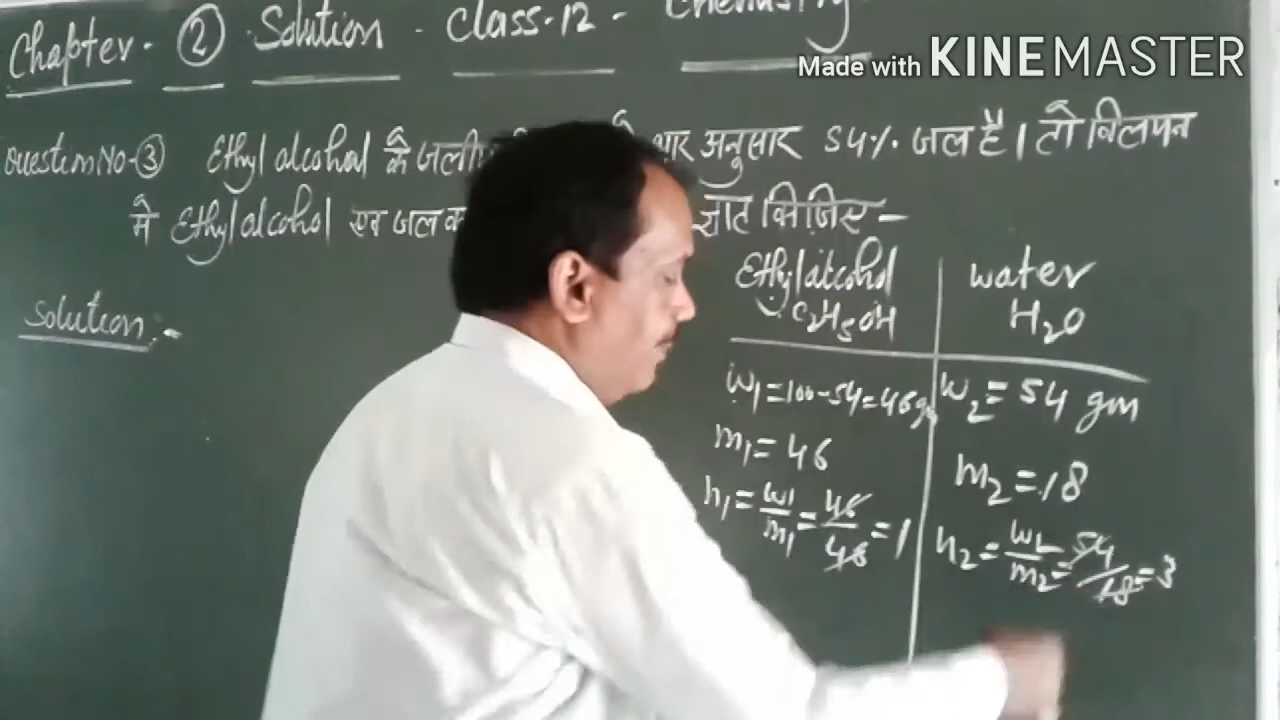 Chapter - ② Solution - Class-12 - Chemistry
Made with KINEMASTER
Question No-③ Ethyl alcohol के जलीय भार अनुसार 54% जल है। तो विलयन
मे Ethyl alcohol एव जल ज्ञात किजिए -
Ethyl alcohol water
C2H5OH H2O
Solution :-
W1 = 100-54 = 46g W2 = 54 gm
m1 = 46 m2 = 18
n1 = W1/m1 = 46/46 = 1 n2 = W2/m2 = 54/18 = 3